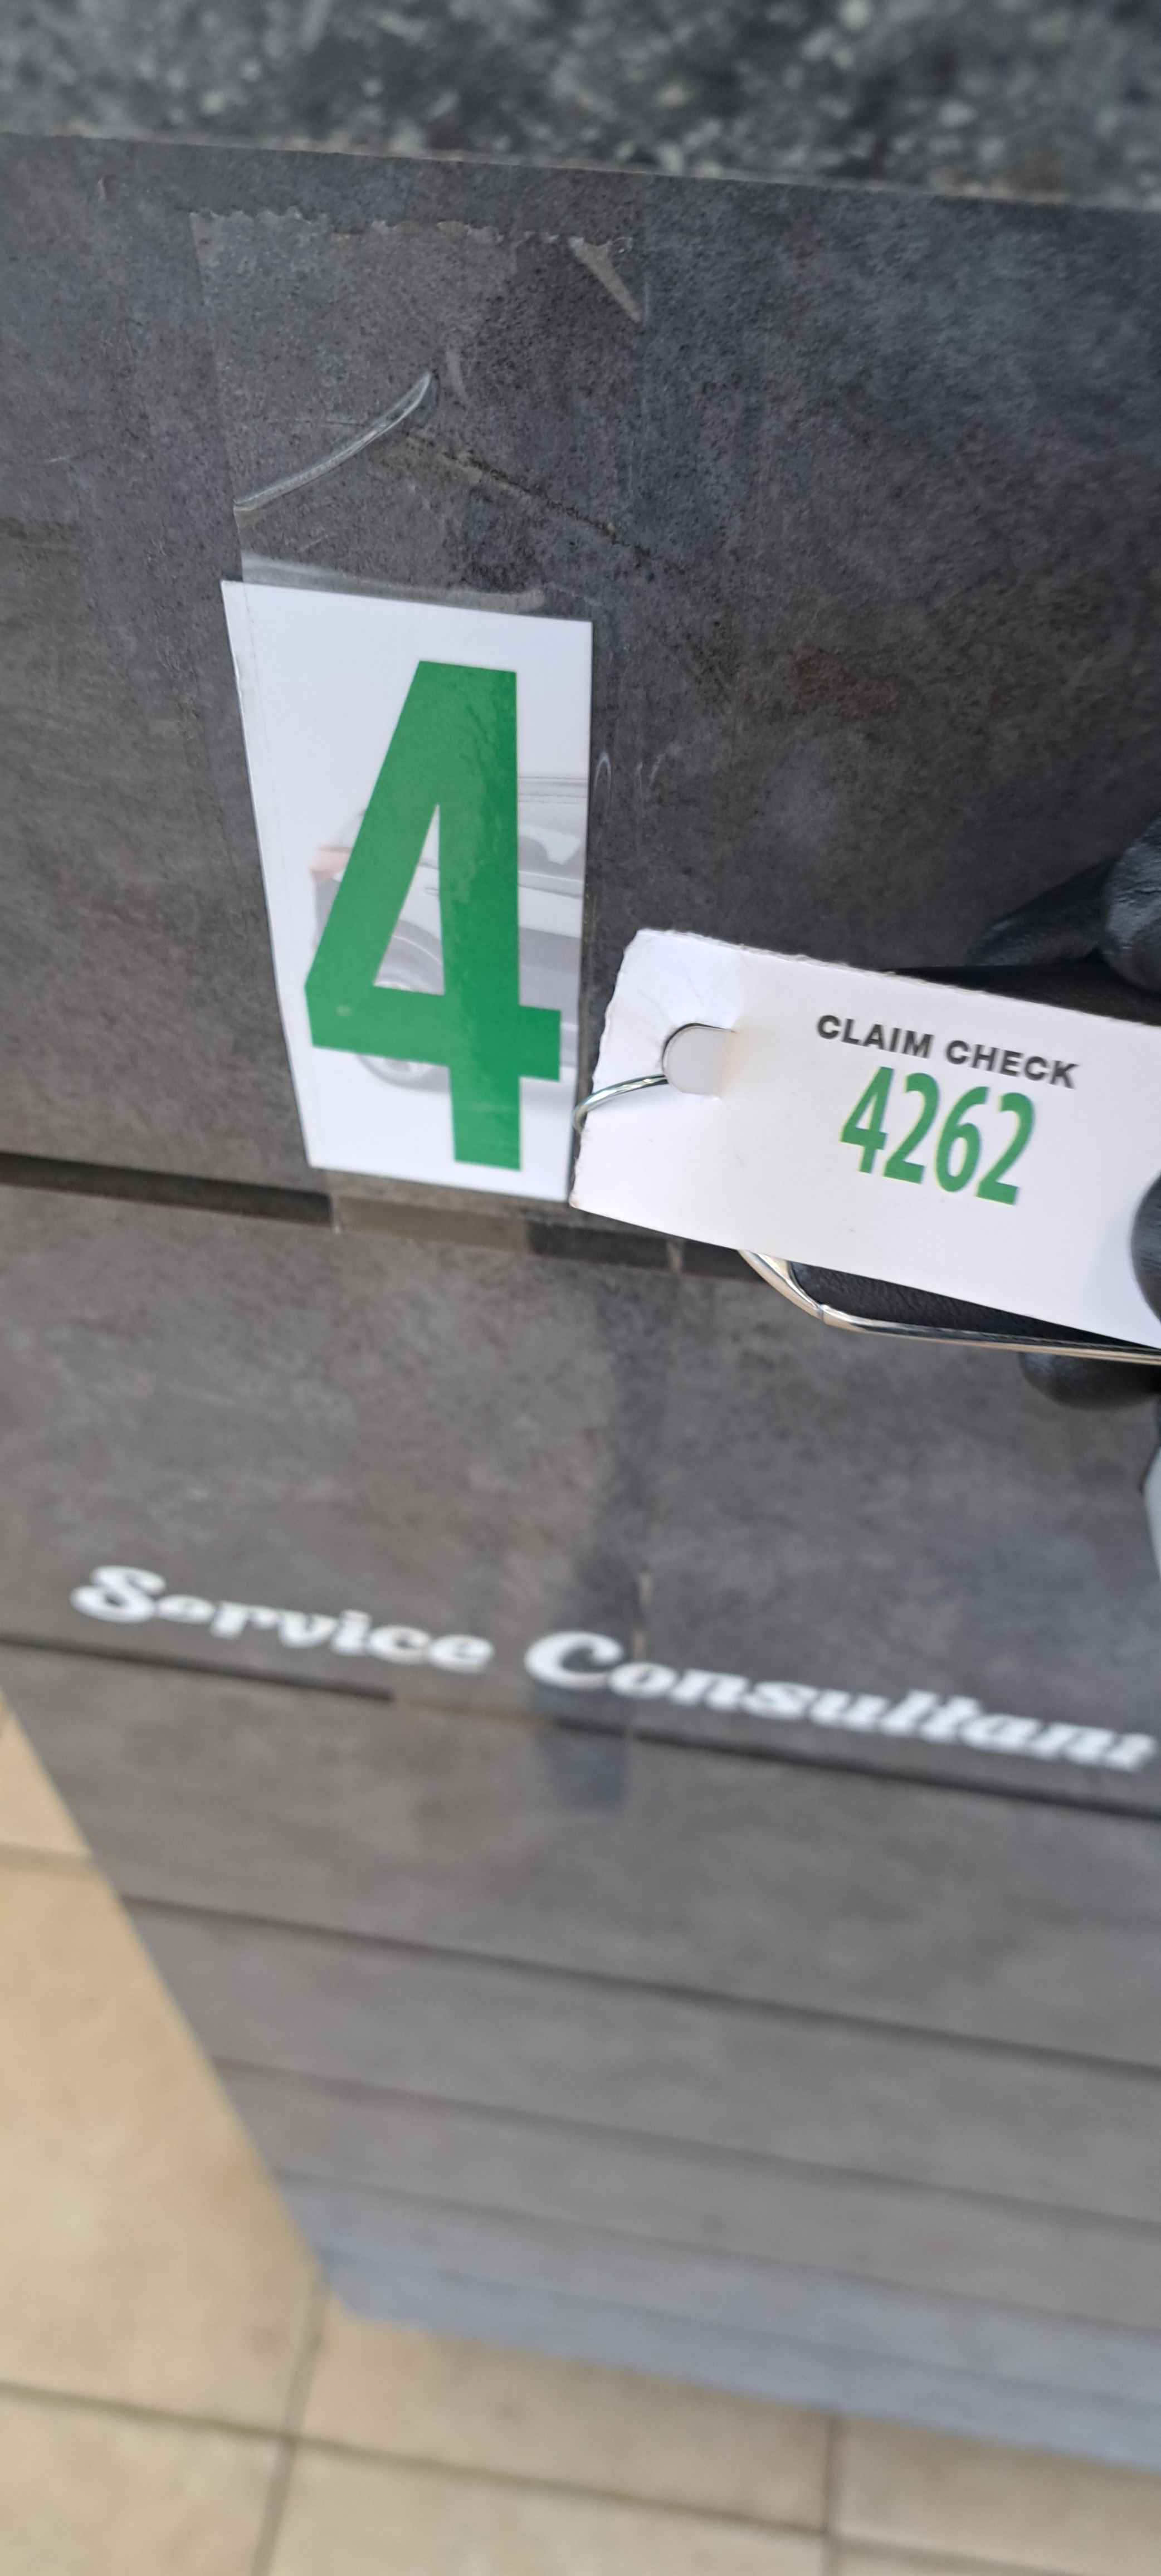 4
CLAIM CHECK
4262
Service Consultant